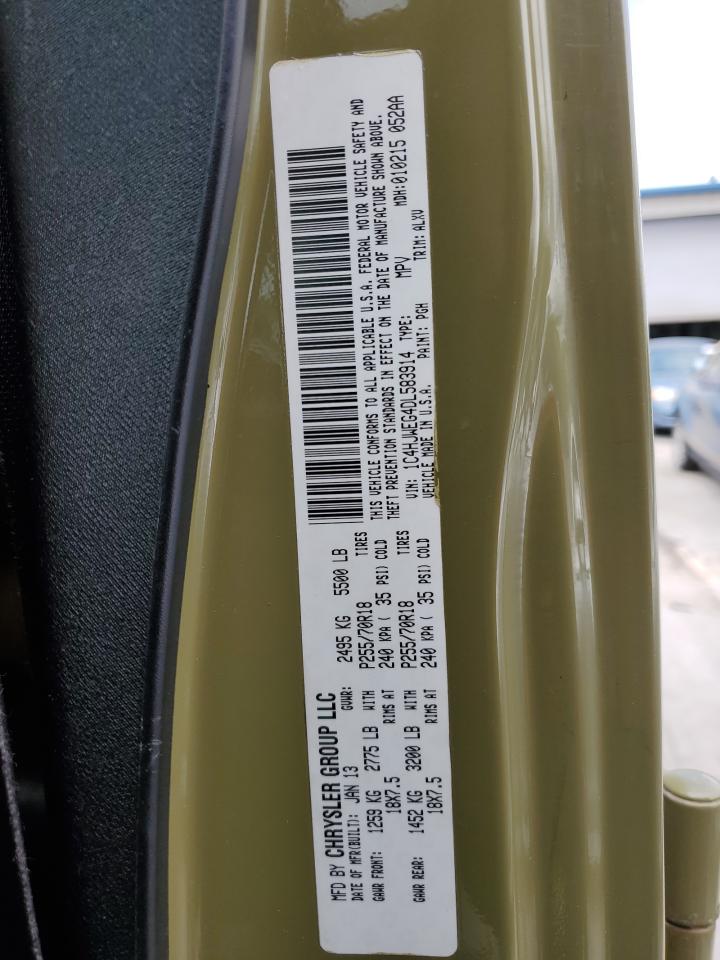 MFD BY CHRYSLER GROUP LLC
DATE OF MFR(BUILT): JAN 13 GVWR: 2495 KG 5500 LB
GAWR FRONT: 1259 KG 2775 LB WITH P255/70R18 TIRES
18X7.5 RIMS AT 240 KPA ( 35 PSI) COLD
GAWR REAR: 1452 KG 3200 LB WITH P255/70R18 TIRES
18X7.5 RIMS AT 240 KPA ( 35 PSI) COLD
THIS VEHICLE CONFORMS TO ALL APPLICABLE U.S.A. FEDERAL MOTOR VEHICLE SAFETY AND
THEFT PREVENTION STANDARDS IN EFFECT ON THE DATE OF MANUFACTURE SHOWN ABOVE.
VIN: 1C4HJWEG4DL583914 TYPE: MPV MDH:010215 052AA
VEHICLE MADE IN U.S.A. PAINT: PGH TRIM: ALXV